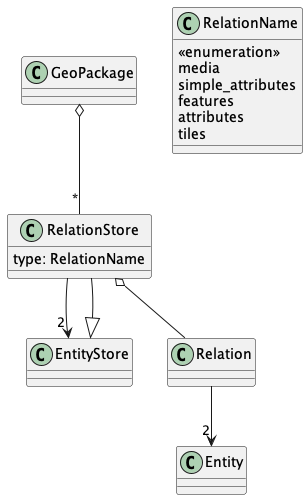 C RelationName
«enumeration»
media
simple_attributes
features
attributes
tiles
C GeoPackage
*
C RelationStore
type: RelationName
2
C EntityStore
C Relation
2
C Entity